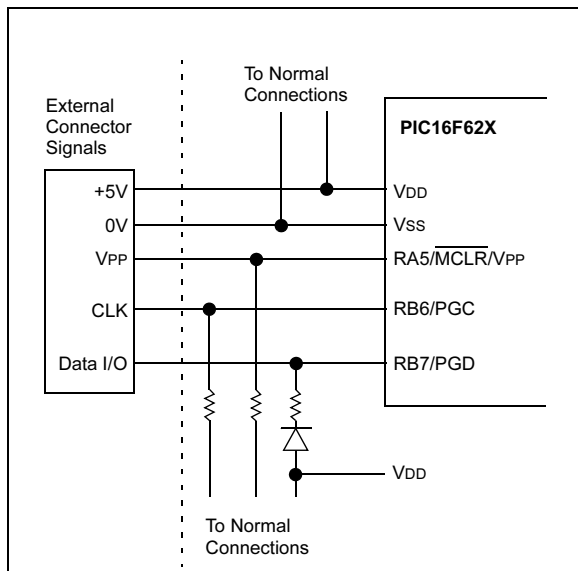 To Normal
Connections
External
Connector
Signals
PIC16F62X
+5V
VDD
0V
VSS
VPP
RA5/MCLR/VPP
CLK
RB6/PGC
Data I/O
RB7/PGD
VDD
To Normal
Connections